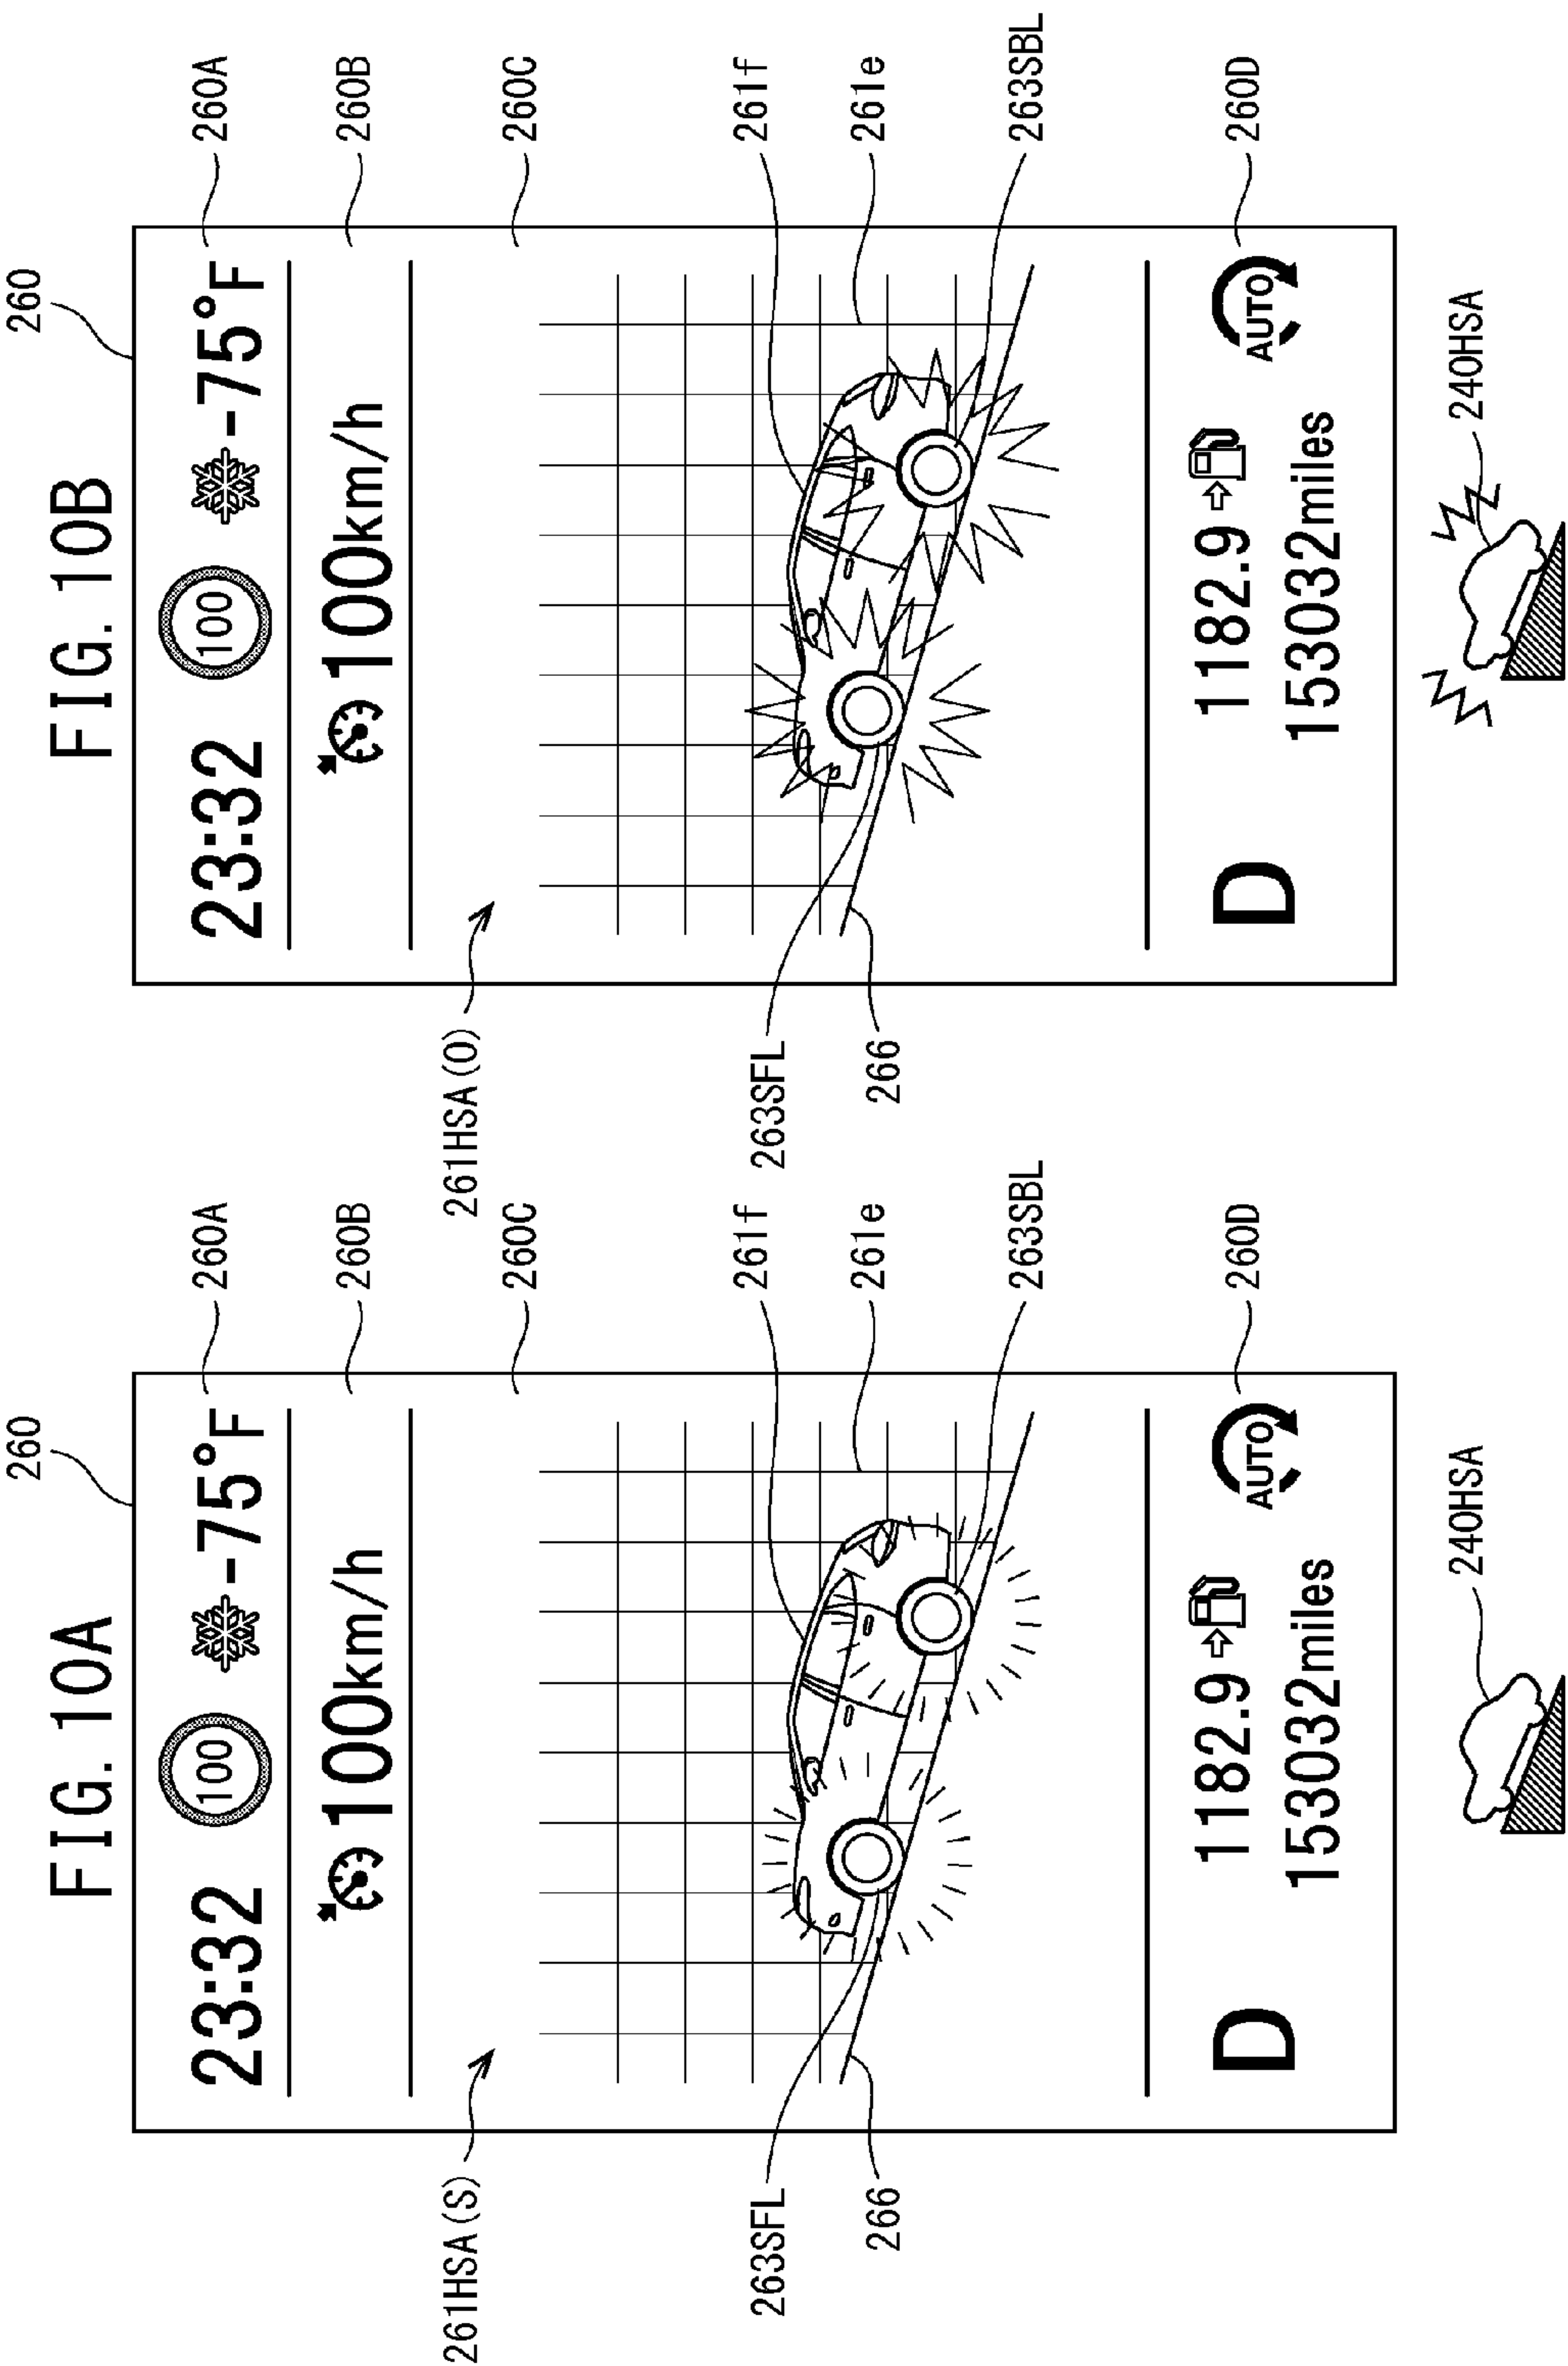 FIG. 10A
260
23:32 100 -75°F
260A
100km/h
260B
260C
261HSA(S)
261f
261e
263SFL
263SBL
266
D 1182.9 AUTO
153032miles
260D
240HSA
FIG. 10B
260
23:32 100 -75°F
260A
100km/h
260B
260C
261HSA(O)
261f
261e
263SFL
263SBL
266
D 1182.9 AUTO
153032miles
260D
240HSA